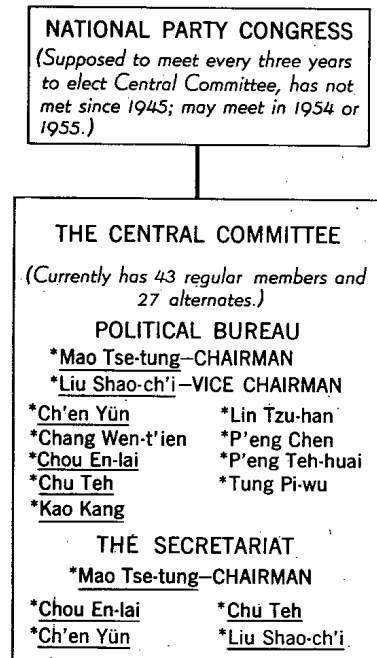 NATIONAL PARTY CONGRESS
(Supposed to meet every three years
to elect Central Committee, has not
met since 1945; may meet in 1954 or
1955.)
THE CENTRAL COMMITTEE
(Currently has 43 regular members and
27 alternates.)
POLITICAL BUREAU
*Mao Tse-tung—CHAIRMAN
*Liu Shao-ch'i—VICE CHAIRMAN
*Ch'en Yün *Lin Tzu-han
*Chang Wen-t'ien *P'eng Chen
*Chou En-lai *P'eng Teh-huai
*Chu Teh *Tung Pi-wu
*Kao Kang
THE SECRETARIAT
*Mao Tse-tung—CHAIRMAN
*Chou En-lai *Chu Teh
*Ch'en Yün *Liu Shao-ch'i